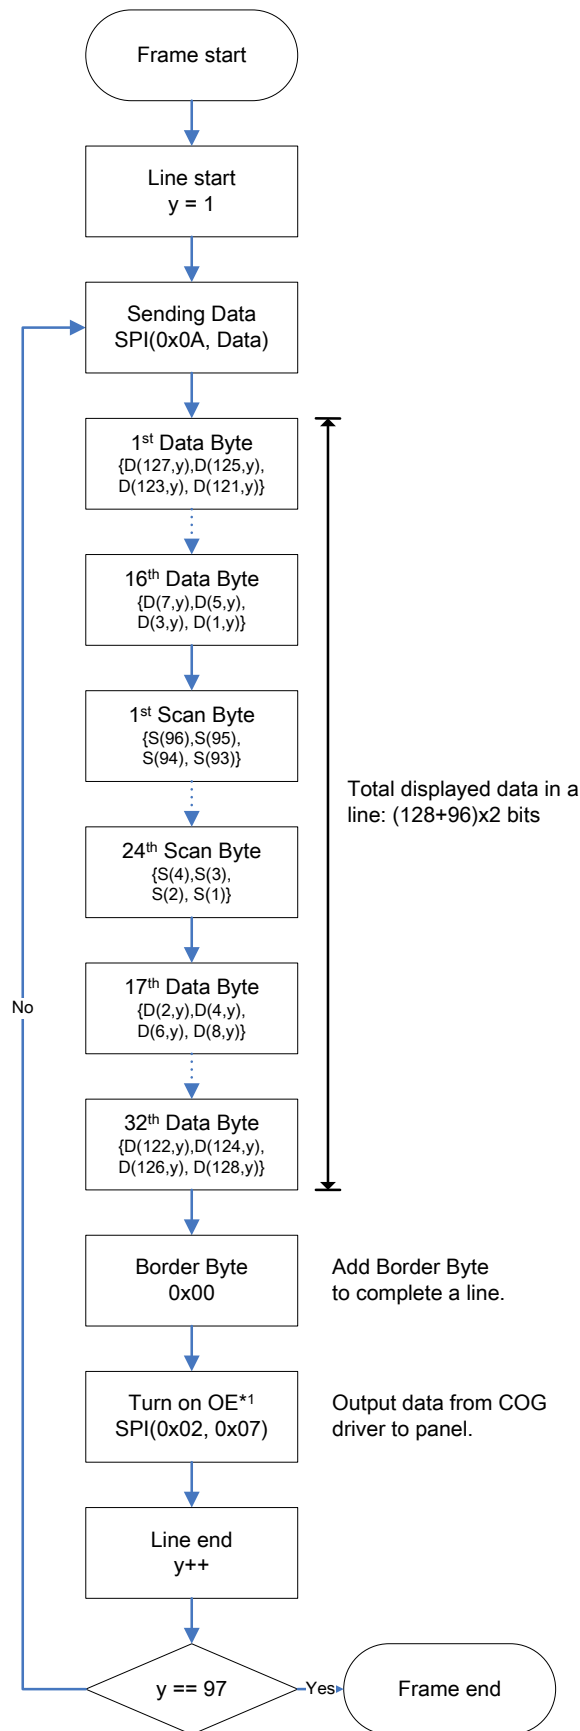 Frame start
Line start
y = 1
Sending Data
SPI(0x0A, Data)
1st Data Byte
{D(127,y),D(125,y),
D(123,y), D(121,y)}
16th Data Byte
{D(7,y),D(5,y),
D(3,y), D(1,y)}
1st Scan Byte
{S(96),S(95),
S(94), S(93)}
Total displayed data in a
line: (128+96)x2 bits
24th Scan Byte
{S(4),S(3),
S(2), S(1)}
17th Data Byte
{D(2,y),D(4,y),
D(6,y), D(8,y)}
No
32th Data Byte
{D(122,y),D(124,y),
D(126,y), D(128,y)}
Border Byte
0x00
Add Border Byte
to complete a line.
Turn on OE*1
SPI(0x02, 0x07)
Output data from COG
driver to panel.
Line end
y++
y == 97
Yes
Frame end